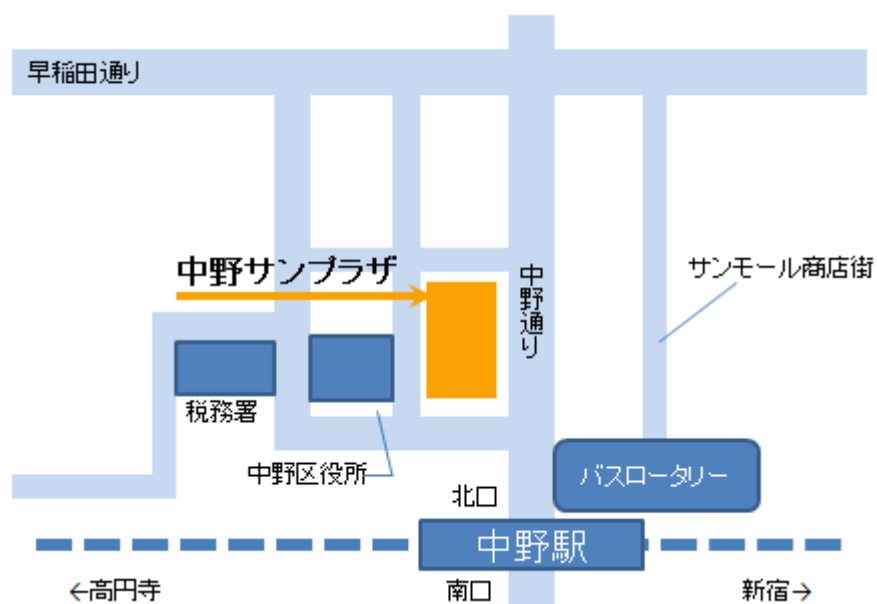 早稲田通り
中野サンプラザ
中野通り
サンモール商店街
税務署
中野区役所
バスロータリー
北口
中野駅
←高円寺
南口
新宿→